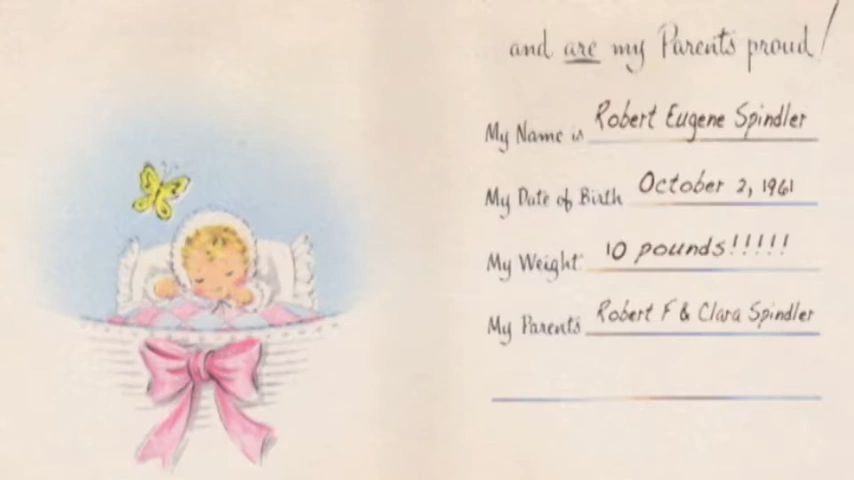 and are my Parents proud!
My Name is Robert Eugene Spindler
My Date of Birth October 2, 1961
My Weight 10 pounds!!!!!
My Parents Robert F & Clara Spindler